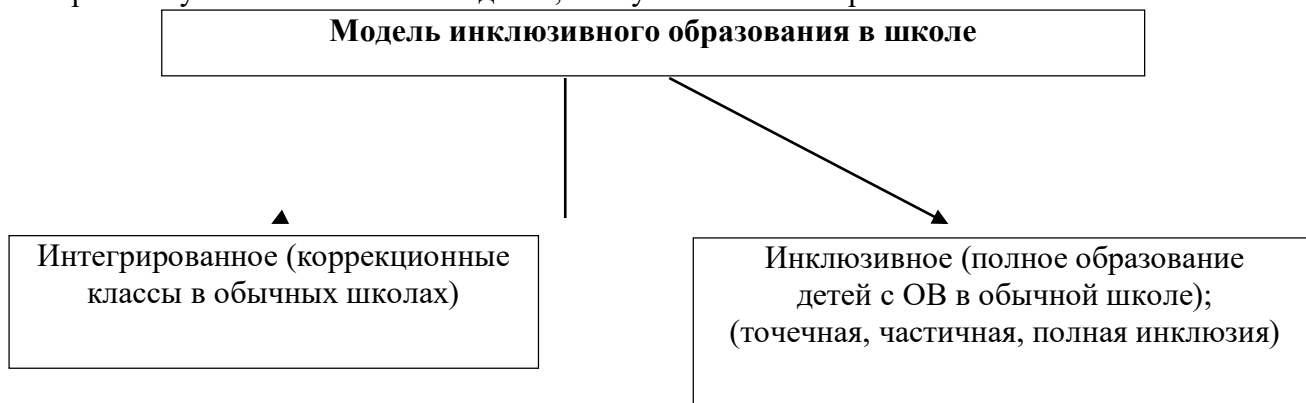 Модель инклюзивного образования в школе
Интегрированное (коррекционные
классы в обычных школах)
Инклюзивное (полное образование
детей с ОВ в обычной школе);
(точечная, частичная, полная инклюзия)